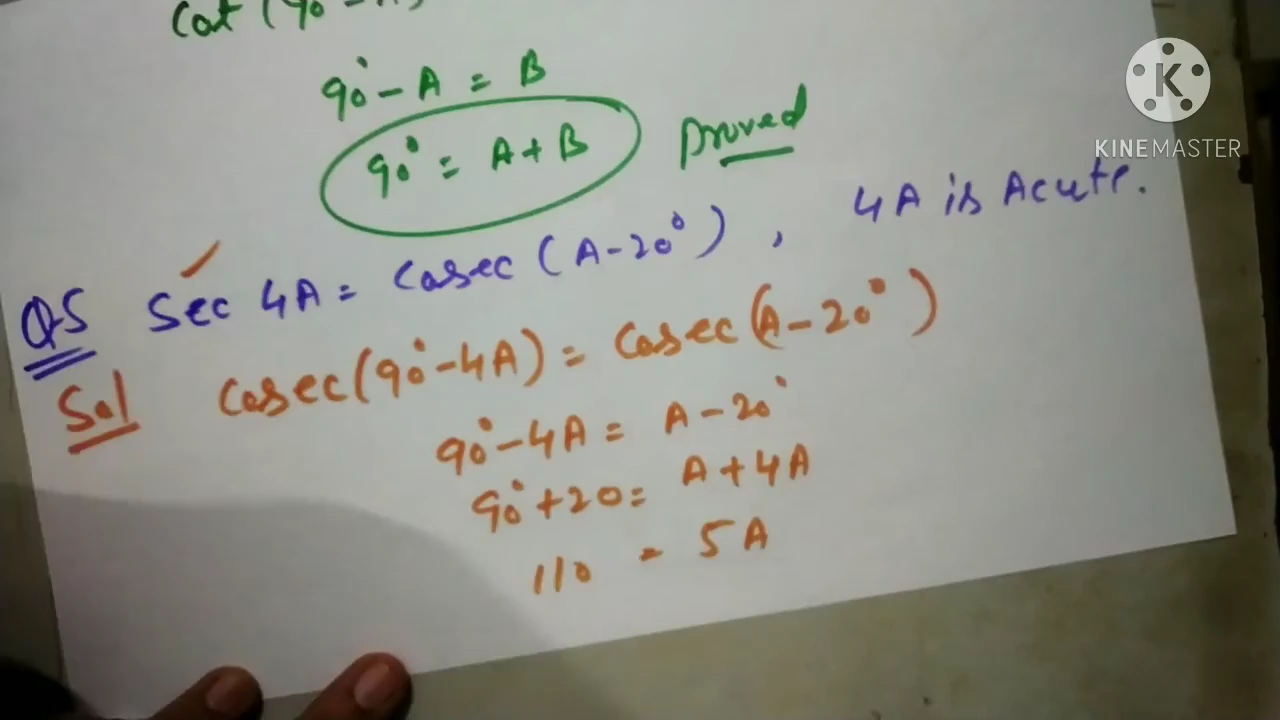 90° - A = B
90° = A + B Proved
Q5 Sec 4A = Cosec (A - 20°) , 4A is Acute.
Sol Cosec (90° - 4A) = Cosec (A - 20°)
90° - 4A = A - 20°
90° + 20 = A + 4A
110 = 5A
K
KINEMASTER